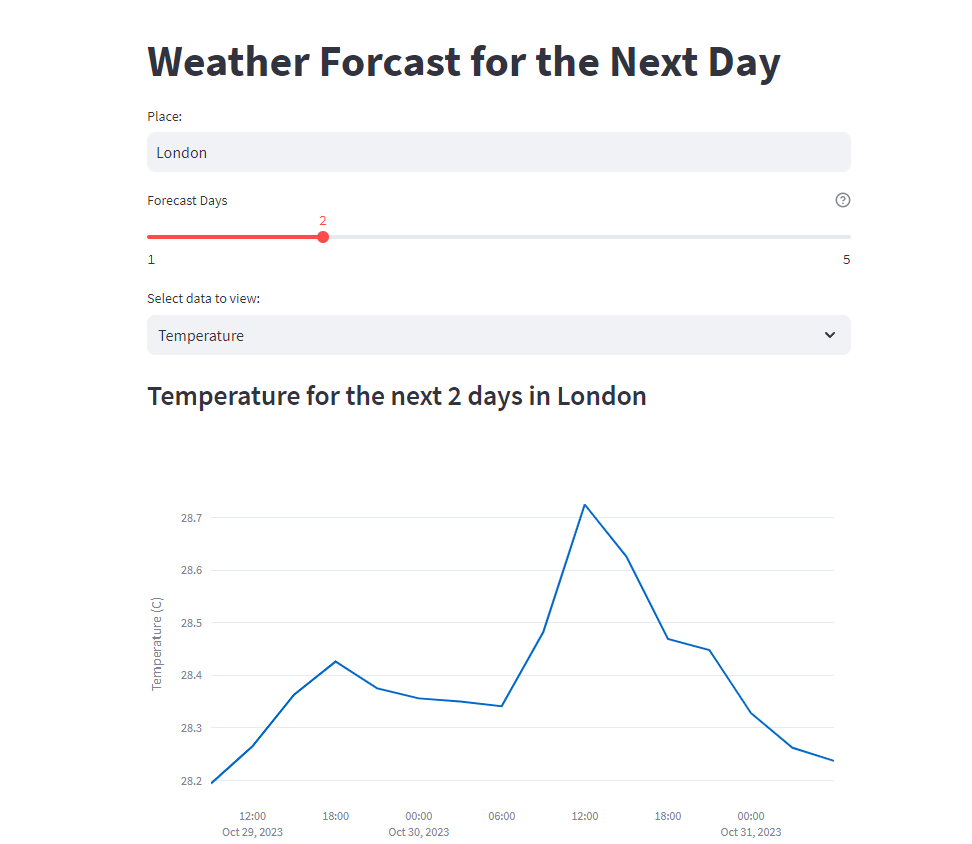 Weather Forcast for the Next Day
Place:
London
Forecast Days
2
1 5
Select data to view:
Temperature
Temperature for the next 2 days in London
28.7
28.6
28.5
28.4
28.3
28.2
Temperature (C)
12:00 18:00 00:00 06:00 12:00 18:00 00:00
Oct 29, 2023 Oct 30, 2023 Oct 31, 2023